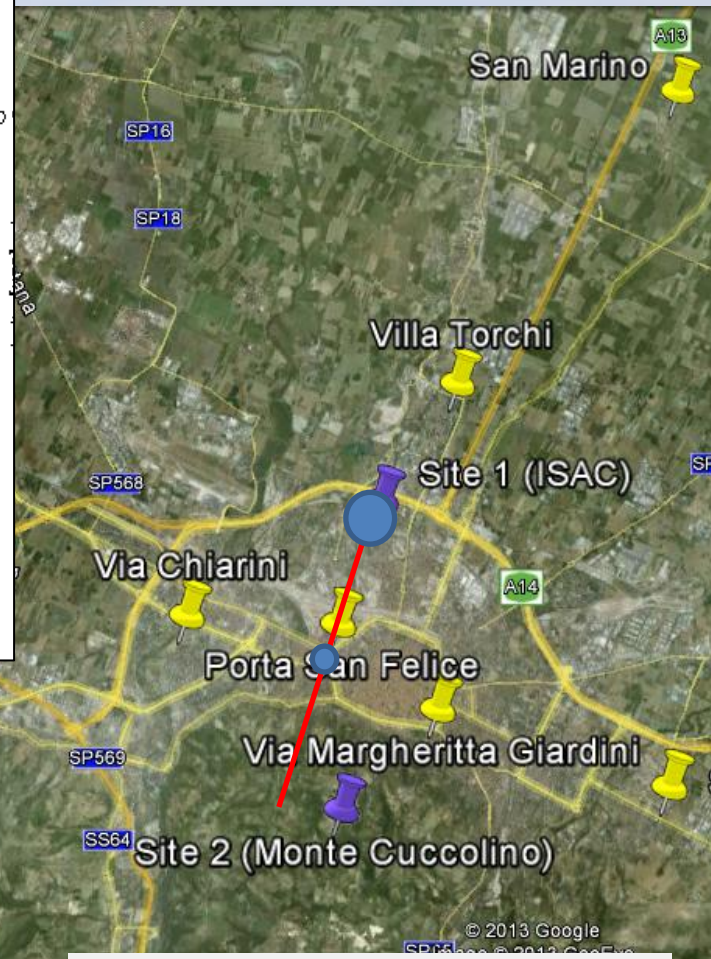 A13
San Marino
SP16
SP18
Villa Torchi
SP568
Site 1 (ISAC)
Via Chiarini
A14
Porta San Felice
Via Margheritta Giardini
SP569
SS64
Site 2 (Monte Cuccolino)
© 2013 Google